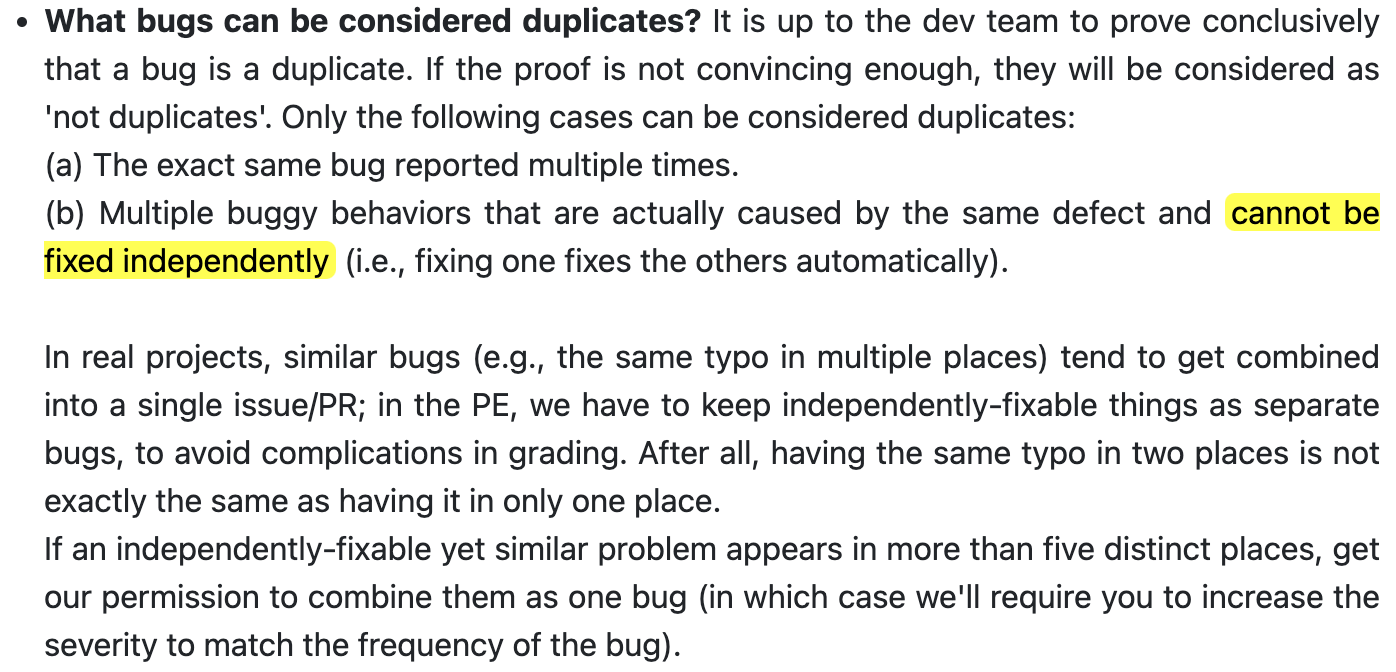 • What bugs can be considered duplicates? It is up to the dev team to prove conclusively
that a bug is a duplicate. If the proof is not convincing enough, they will be considered as
'not duplicates'. Only the following cases can be considered duplicates:
(a) The exact same bug reported multiple times.
(b) Multiple buggy behaviors that are actually caused by the same defect and cannot be
fixed independently (i.e., fixing one fixes the others automatically).
In real projects, similar bugs (e.g., the same typo in multiple places) tend to get combined
into a single issue/PR; in the PE, we have to keep independently-fixable things as separate
bugs, to avoid complications in grading. After all, having the same typo in two places is not
exactly the same as having it in only one place.
If an independently-fixable yet similar problem appears in more than five distinct places, get
our permission to combine them as one bug (in which case we'll require you to increase the
severity to match the frequency of the bug).